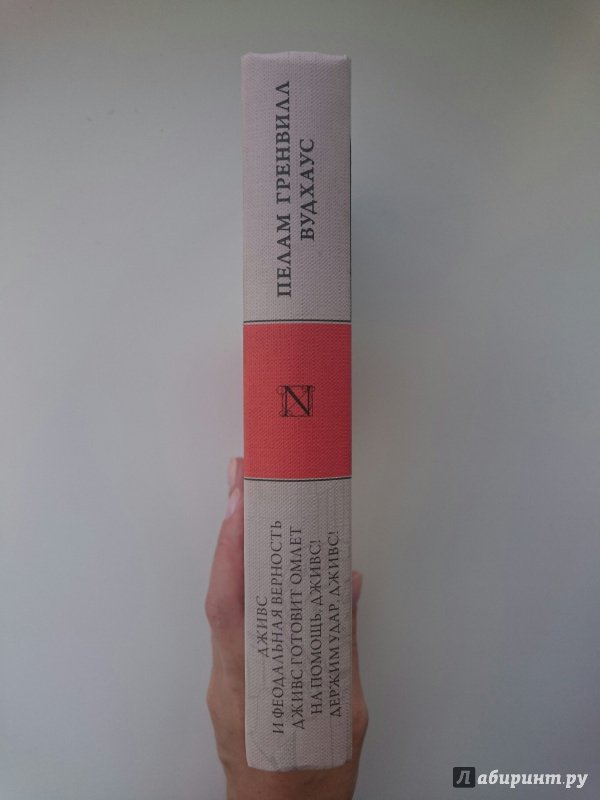 ПЕЛАМ ГРЕНВИЛЛ
ВУДХАУС
N
ДЖИВС
И ФЕОДАЛЬНАЯ ВЕРНОСТЬ
ДЖИВС ГОТОВИТ ОМЛЕТ
НА ПОМОЩЬ, ДЖИВС!
ДЕРЖИМ УДАР, ДЖИВС!
Лабиринт.ру